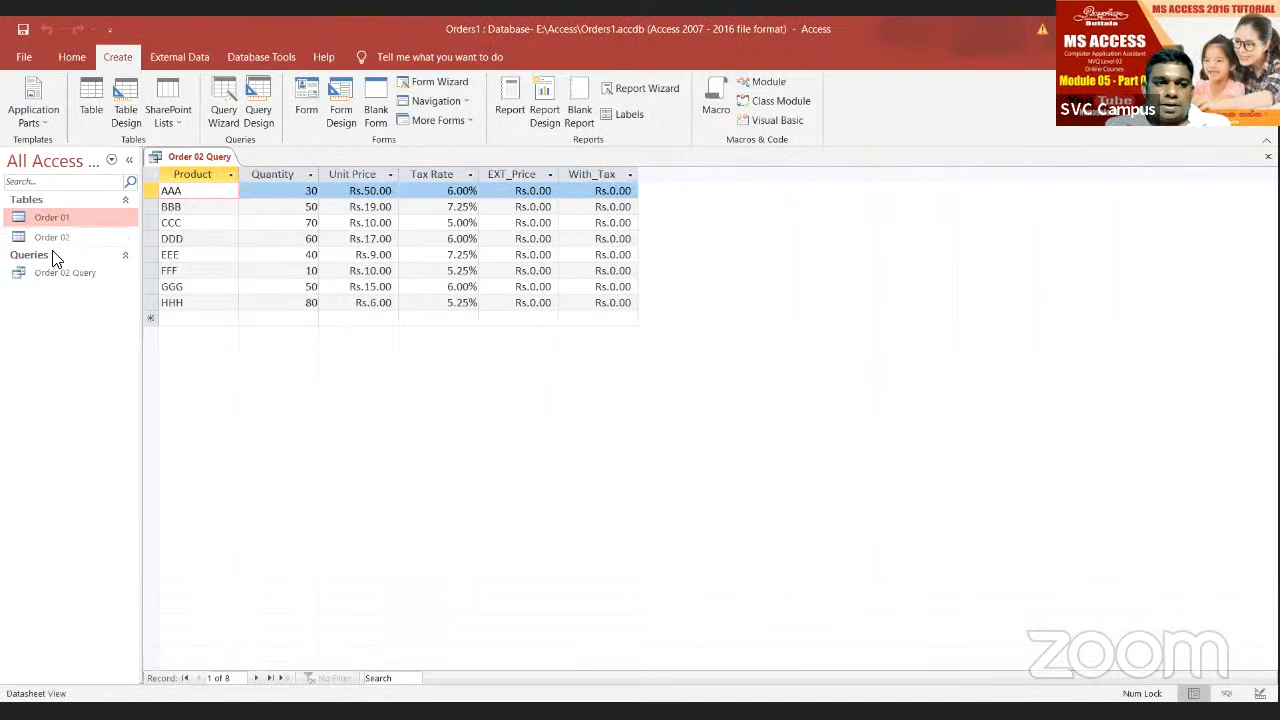 Orders1 : Database- E:\Access\Orders1.accdb (Access 2007 - 2016 file format) - Access
File Home Create External Data Database Tools Help Tell me what you want to do
Application Parts
Table
Table Design
SharePoint Lists
Query Wizard
Query Design
Form
Form Design
Blank Form
Form Wizard
Navigation
More Forms
Report
Report Design
Blank Report
Report Wizard
Labels
Macro
Module
Class Module
Visual Basic
Templates Tables Queries Forms Reports Macros & Code
MS ACCESS 2016 TUTORIAL
Buttala
MS ACCESS
Computer Application Assistant
NVQ Level 03
Online Courses
Module 05 - Part
SVC Campus
All Access ...
Search...
Tables
Order 01
Order 02
Queries
Order 02 Query
Order 02 Query
Product Quantity Unit Price Tax Rate EXT_Price With_Tax
AAA 30 Rs.50.00 6.00% Rs.0.00 Rs.0.00
BBB 50 Rs.19.00 7.25% Rs.0.00 Rs.0.00
CCC 70 Rs.10.00 5.00% Rs.0.00 Rs.0.00
DDD 60 Rs.17.00 6.00% Rs.0.00 Rs.0.00
EEE 40 Rs.9.00 7.25% Rs.0.00 Rs.0.00
FFF 10 Rs.10.00 5.25% Rs.0.00 Rs.0.00
GGG 50 Rs.15.00 6.00% Rs.0.00 Rs.0.00
HHH 80 Rs.6.00 5.25% Rs.0.00 Rs.0.00
zoom
Record: 1 of 8 No Filter Search
Datasheet View Num Lock SQL